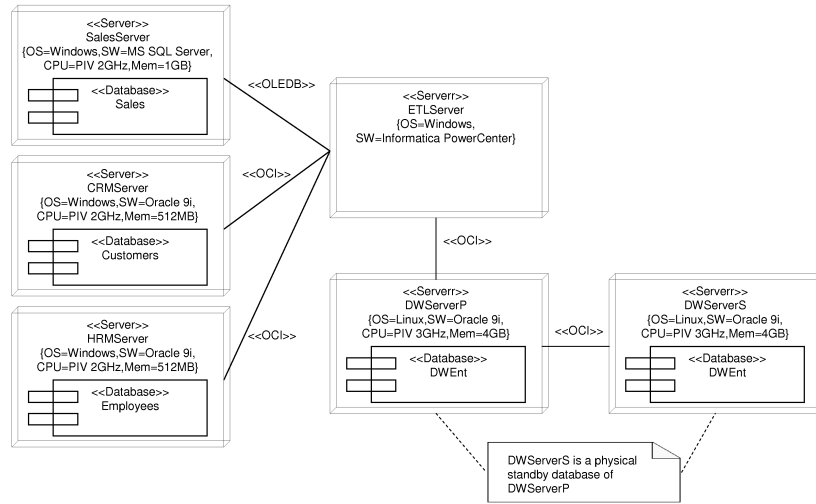 <<Server>>
SalesServer
{OS=Windows,SW=MS SQL Server,
CPU=PIV 2GHz,Mem=1GB}
<<Database>>
Sales
<<OLEDB>>
<<Serverr>>
ETLServer
{OS=Windows,
SW=Informatica PowerCenter}
<<Server>>
CRMServer
{OS=Windows,SW=Oracle 9i,
CPU=PIV 2GHz,Mem=512MB}
<<Database>>
Customers
<<OCI>>
<<OCI>>
<<Server>>
HRMServer
{OS=Windows,SW=Oracle 9i,
CPU=PIV 2GHz,Mem=512MB}
<<Database>>
Employees
<<OCI>>
<<Serverr>>
DWServerP
{OS=Linux,SW=Oracle 9i,
CPU=PIV 3GHz,Mem=4GB}
<<Database>>
DWEnt
<<OCI>>
<<Serverr>>
DWServerS
{OS=Linux,SW=Oracle 9i,
CPU=PIV 3GHz,Mem=4GB}
<<Database>>
DWEnt
DWServerS is a physical
standby database of
DWServerP